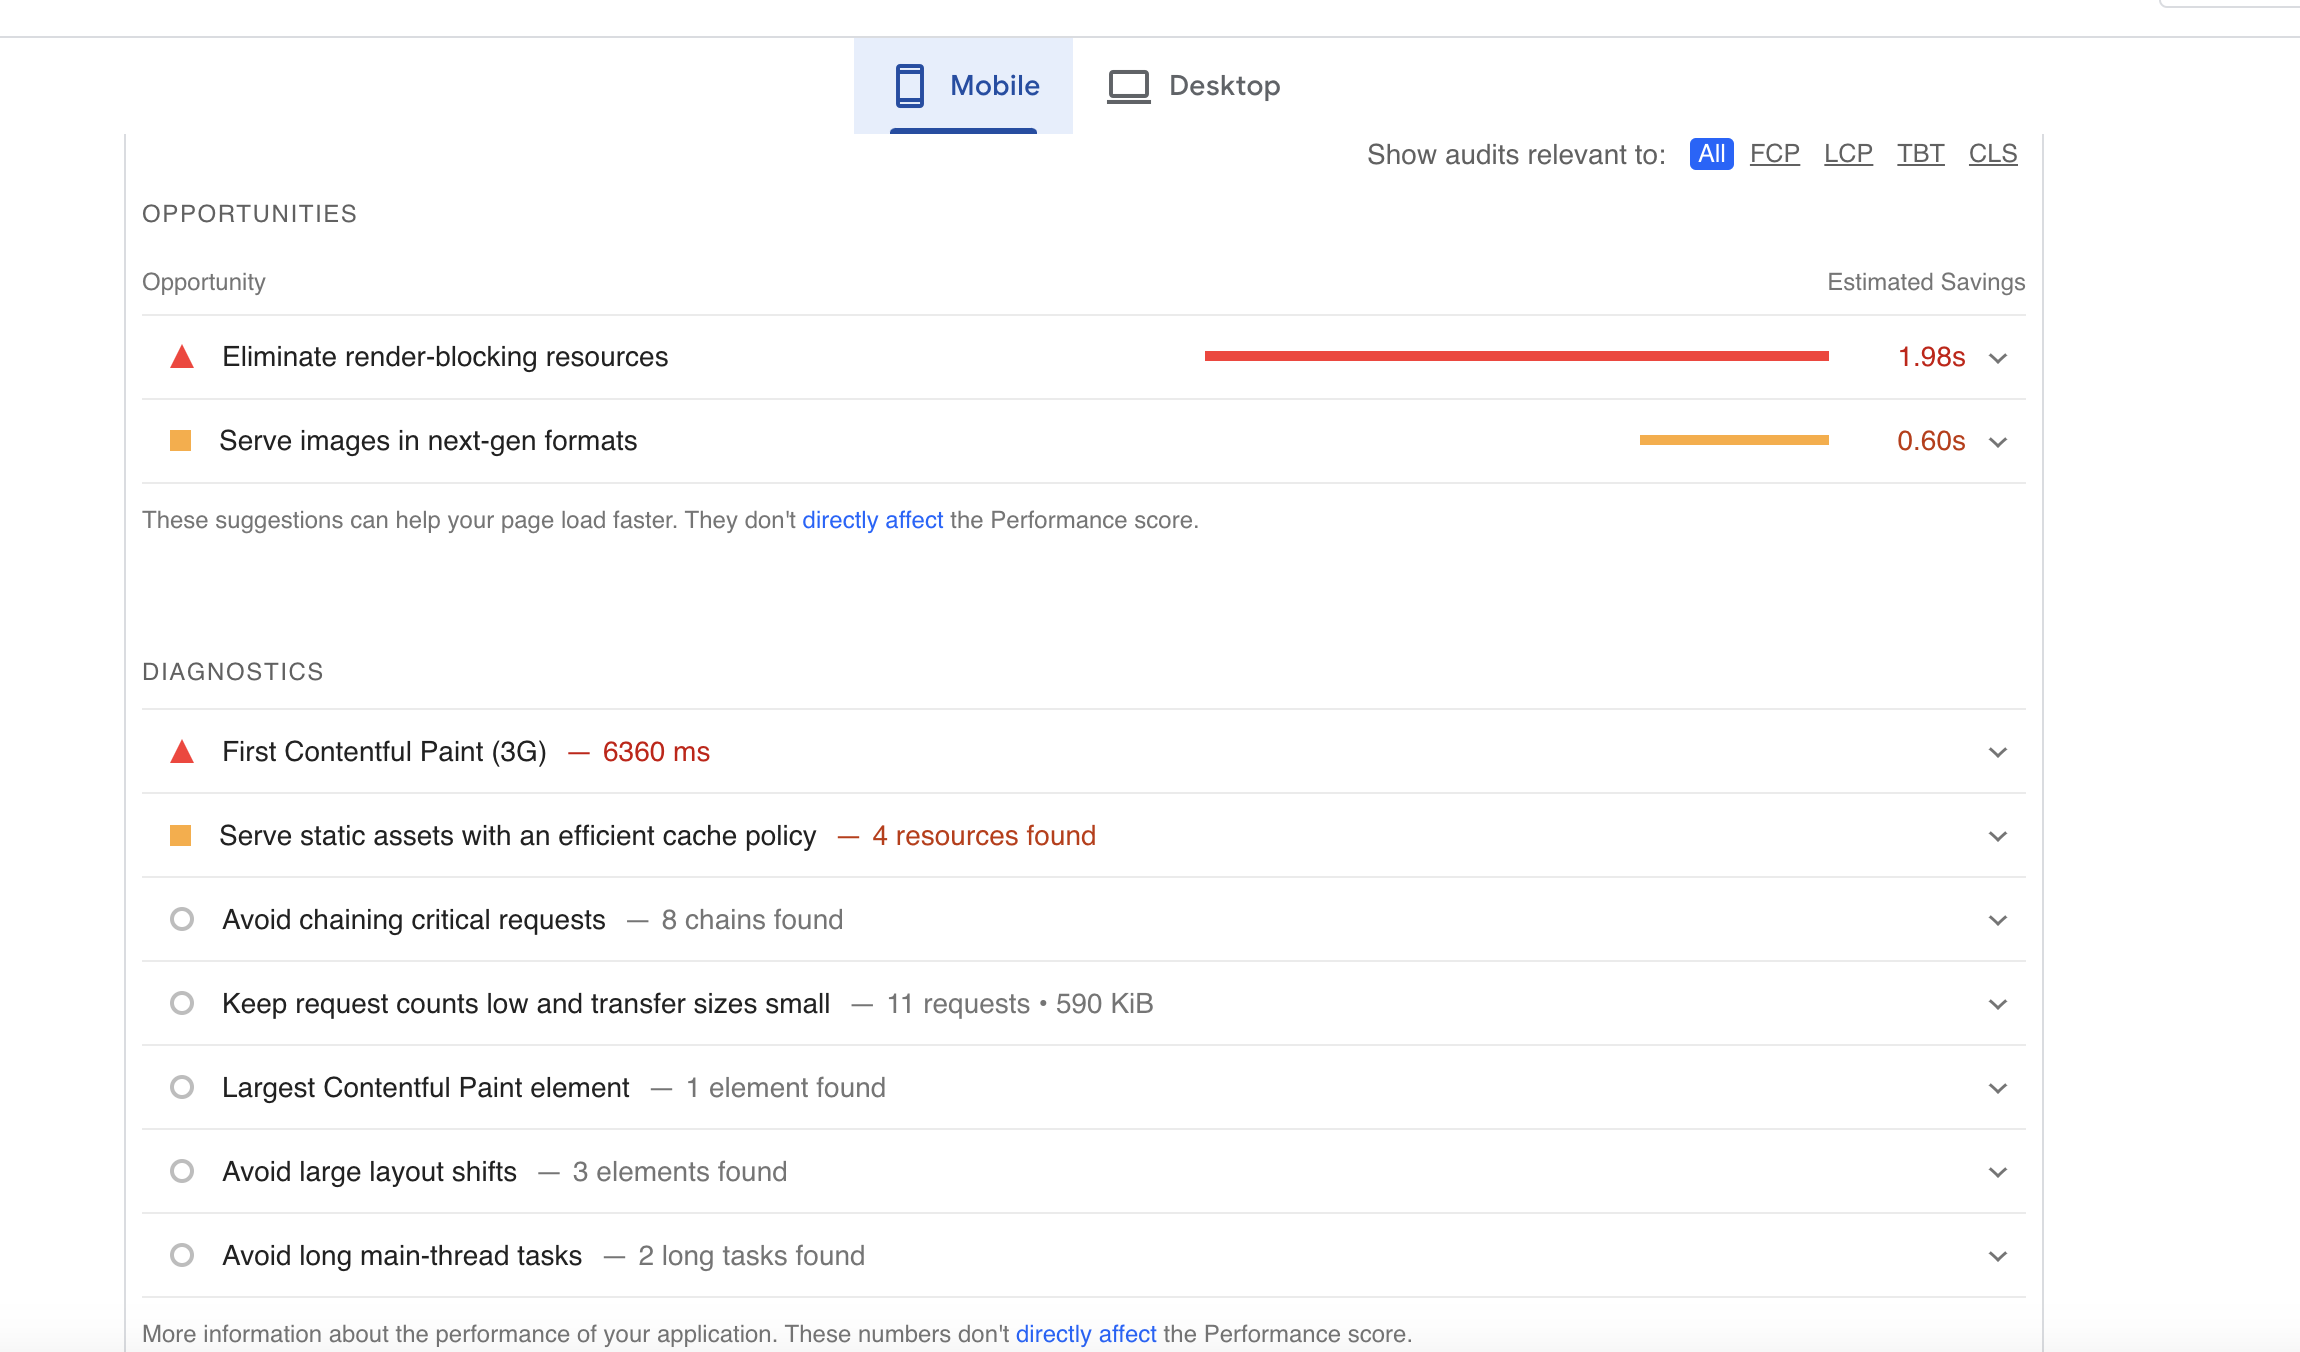 Mobile
Desktop
Show audits relevant to: All FCP LCP TBT CLS
OPPORTUNITIES
Opportunity Estimated Savings
Eliminate render-blocking resources 1.98s
Serve images in next-gen formats 0.60s
These suggestions can help your page load faster. They don't directly affect the Performance score.
DIAGNOSTICS
First Contentful Paint (3G) — 6360 ms
Serve static assets with an efficient cache policy — 4 resources found
Avoid chaining critical requests — 8 chains found
Keep request counts low and transfer sizes small — 11 requests • 590 KiB
Largest Contentful Paint element — 1 element found
Avoid large layout shifts — 3 elements found
Avoid long main-thread tasks — 2 long tasks found
More information about the performance of your application. These numbers don't directly affect the Performance score.